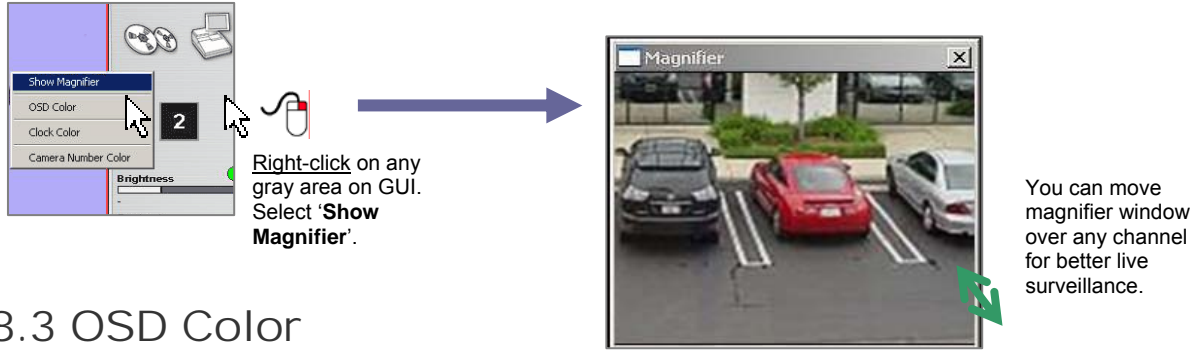 Show Magnifier
OSD Color
Clock Color
Camera Number Color
2
Brightness
Right-click on any
gray area on GUI.
Select ‘Show
Magnifier’.
Magnifier
You can move
magnifier window
over any channel
for better live
surveillance.
3.3 OSD Color